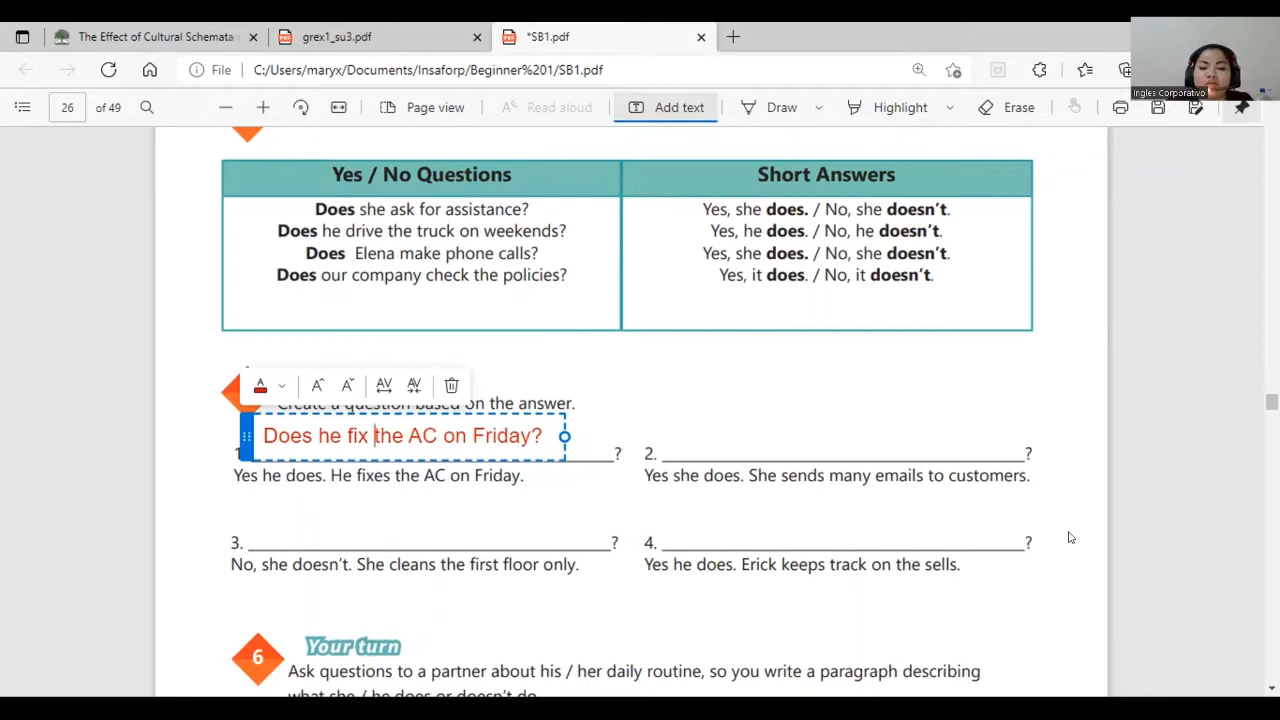 The Effect of Cultural Schemata
grex1_su3.pdf
*SB1.pdf
File
C:/Users/maryx/Documents/Insaforp/Beginner%201/SB1.pdf
Ingles Corporativo
26 of 49
Page view
Read aloud
Add text
Draw
Highlight
Erase
Yes / No Questions
Short Answers
Does she ask for assistance?
Yes, she does. / No, she doesn't.
Does he drive the truck on weekends?
Yes, he does. / No, he doesn't.
Does Elena make phone calls?
Yes, she does. / No, she doesn't.
Does our company check the policies?
Yes, it does. / No, it doesn't.
Create a question based on the answer.
Does he fix the AC on Friday?
?
2. ?
Yes he does. He fixes the AC on Friday.
Yes she does. She sends many emails to customers.
3. ?
4. ?
No, she doesn't. She cleans the first floor only.
Yes he does. Erick keeps track on the sells.
6
Your turn
Ask questions to a partner about his / her daily routine, so you write a paragraph describing
what she / he does or doesn't do